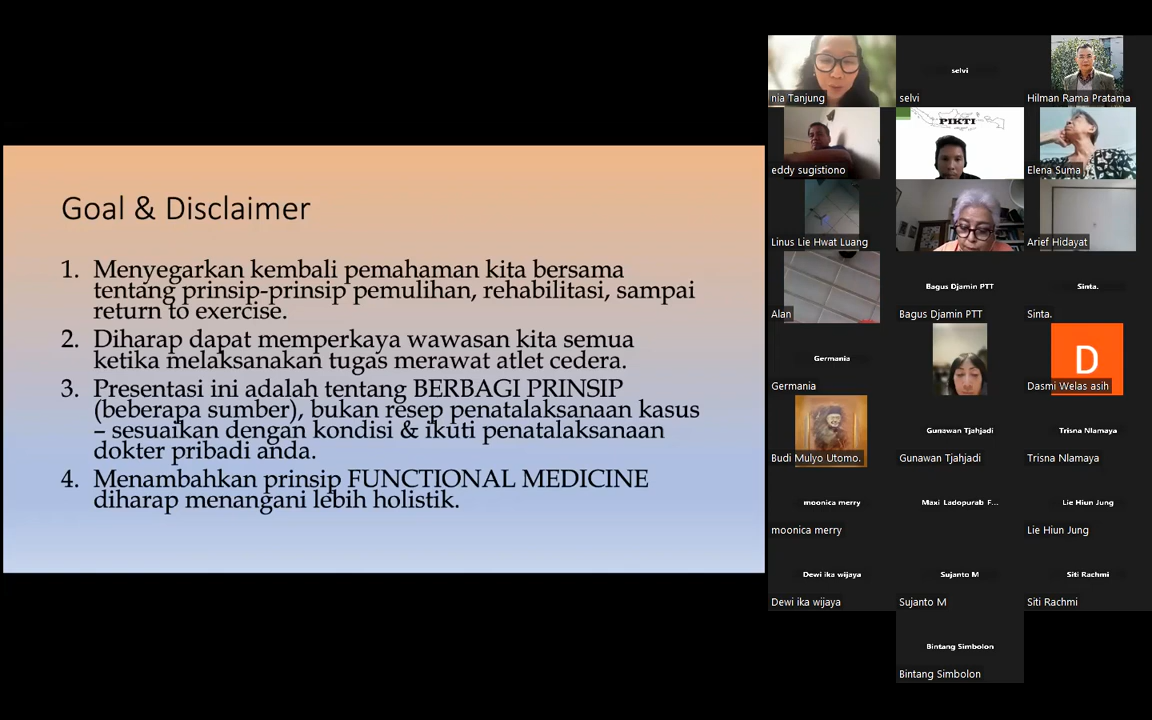 Goal & Disclaimer
1. Menyegarkan kembali pemahaman kita bersama
tentang prinsip-prinsip pemulihan, rehabilitasi, sampai
return to exercise.
2. Diharap dapat memperkaya wawasan kita semua
ketika melaksanakan tugas merawat atlet cedera.
3. Presentasi ini adalah tentang BERBAGI PRINSIP
(beberapa sumber), bukan resep penatalaksanaan kasus
– sesuaikan dengan kondisi & ikuti penatalaksanaan
dokter pribadi anda.
4. Menambahkan prinsip FUNCTIONAL MEDICINE
diharap menangani lebih holistik.
nia Tanjung
selvi
selvi
Hilman Rama Pratama
eddy sugistiono
PIKTI
Elena Suma
Linus Lie Hwat Luang
Arief Hidayat
Alan
Bagus Djamin PTT
Bagus Djamin PTT
Sinta.
Sinta.
Germania
Germania
D
Dasmi Welas asih
Budi Mulyo Utomo.
Gunawan Tjahjadi
Gunawan Tjahjadi
Trisna Nlamaya
Trisna Nlamaya
moonica merry
moonica merry
Maxi Ladopurab F...
Lie Hiun Jung
Lie Hiun Jung
Dewi ika wijaya
Dewi ika wijaya
Sujanto M
Sujanto M
Siti Rachmi
Siti Rachmi
Bintang Simbolon
Bintang Simbolon